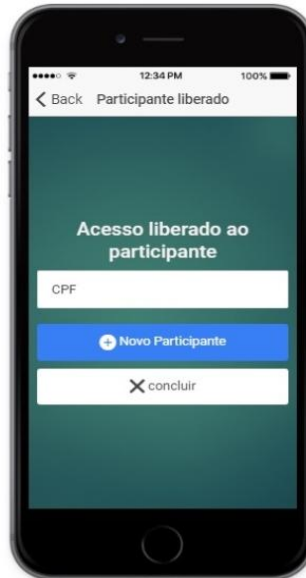 12:34 PM
100%
Back Participante liberado
Acesso liberado ao
participante
CPF
Novo Participante
concluir